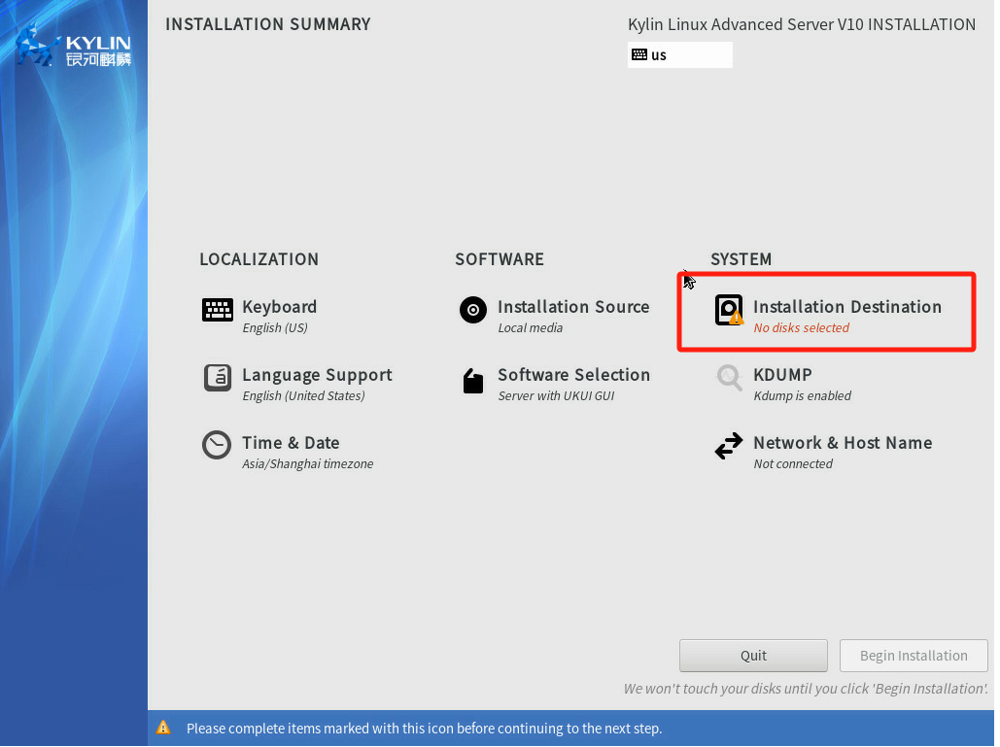 KYLIN
银河麒麟
INSTALLATION SUMMARY
Kylin Linux Advanced Server V10 INSTALLATION
us
LOCALIZATION
Keyboard
English (US)
Language Support
English (United States)
Time & Date
Asia/Shanghai timezone
SOFTWARE
Installation Source
Local media
Software Selection
Server with UKUI GUI
SYSTEM
Installation Destination
No disks selected
KDUMP
Kdump is enabled
Network & Host Name
Not connected
Quit
Begin Installation
We won't touch your disks until you click 'Begin Installation'.
Please complete items marked with this icon before continuing to the next step.